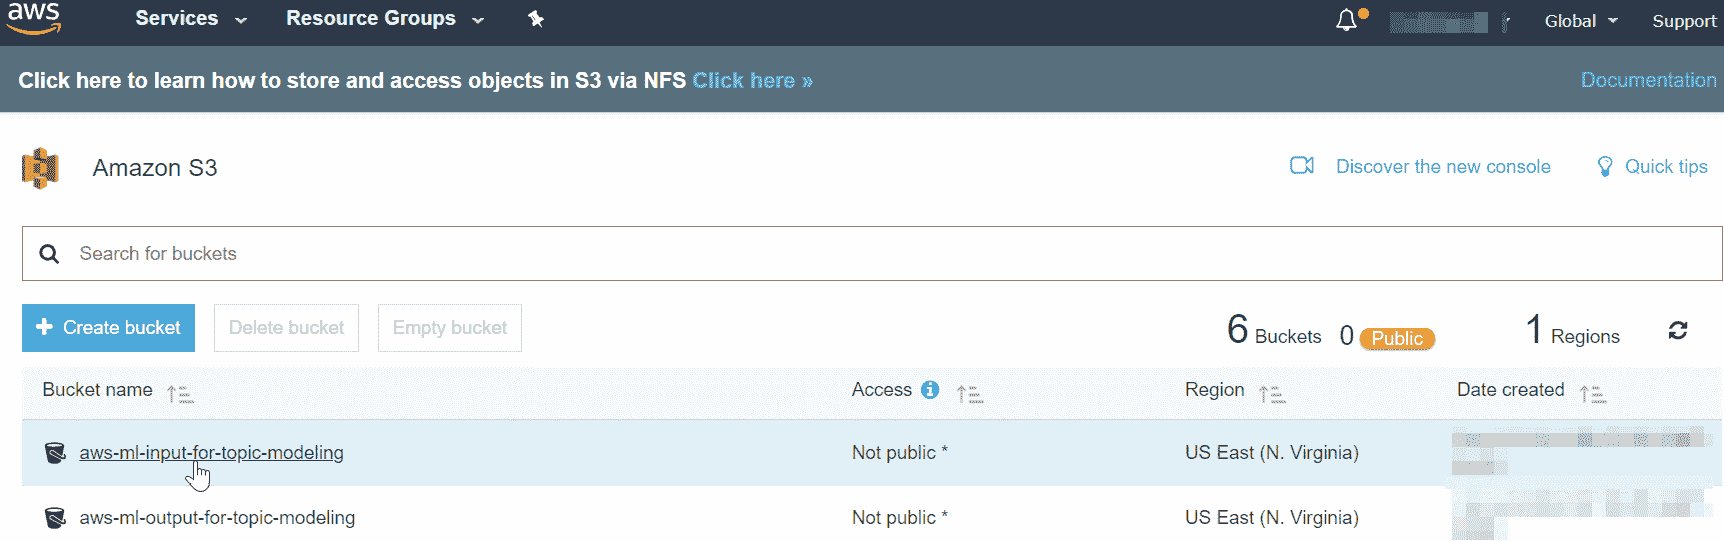 aws Services Resource Groups Global Support
Click here to learn how to store and access objects in S3 via NFS Click here » Documentation
Amazon S3 Discover the new console Quick tips
Search for buckets
+ Create bucket Delete bucket Empty bucket 6 Buckets 0 Public 1 Regions
Bucket name Access i Region Date created
aws-ml-input-for-topic-modeling Not public * US East (N. Virginia)
aws-ml-output-for-topic-modeling Not public * US East (N. Virginia)